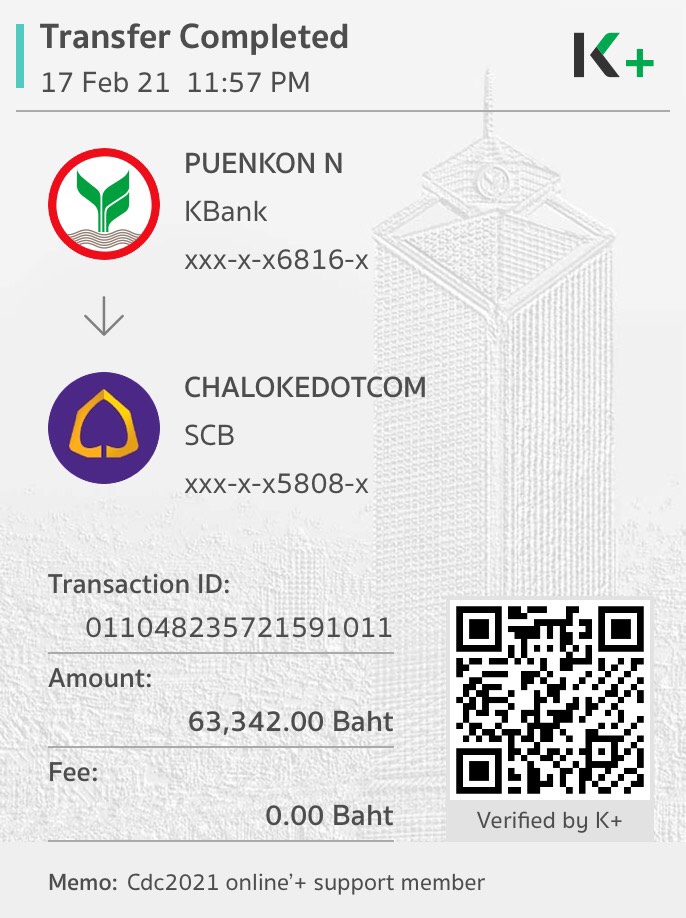 Transfer Completed
17 Feb 21 11:57 PM
K+
PUENKON N
KBank
xxx-x-x6816-x
CHALOKEDOTCOM
SCB
xxx-x-x5808-x
Transaction ID:
011048235721591011
Amount:
63,342.00 Baht
Fee:
0.00 Baht
Verified by K+
Memo: Cdc2021 online’+ support member